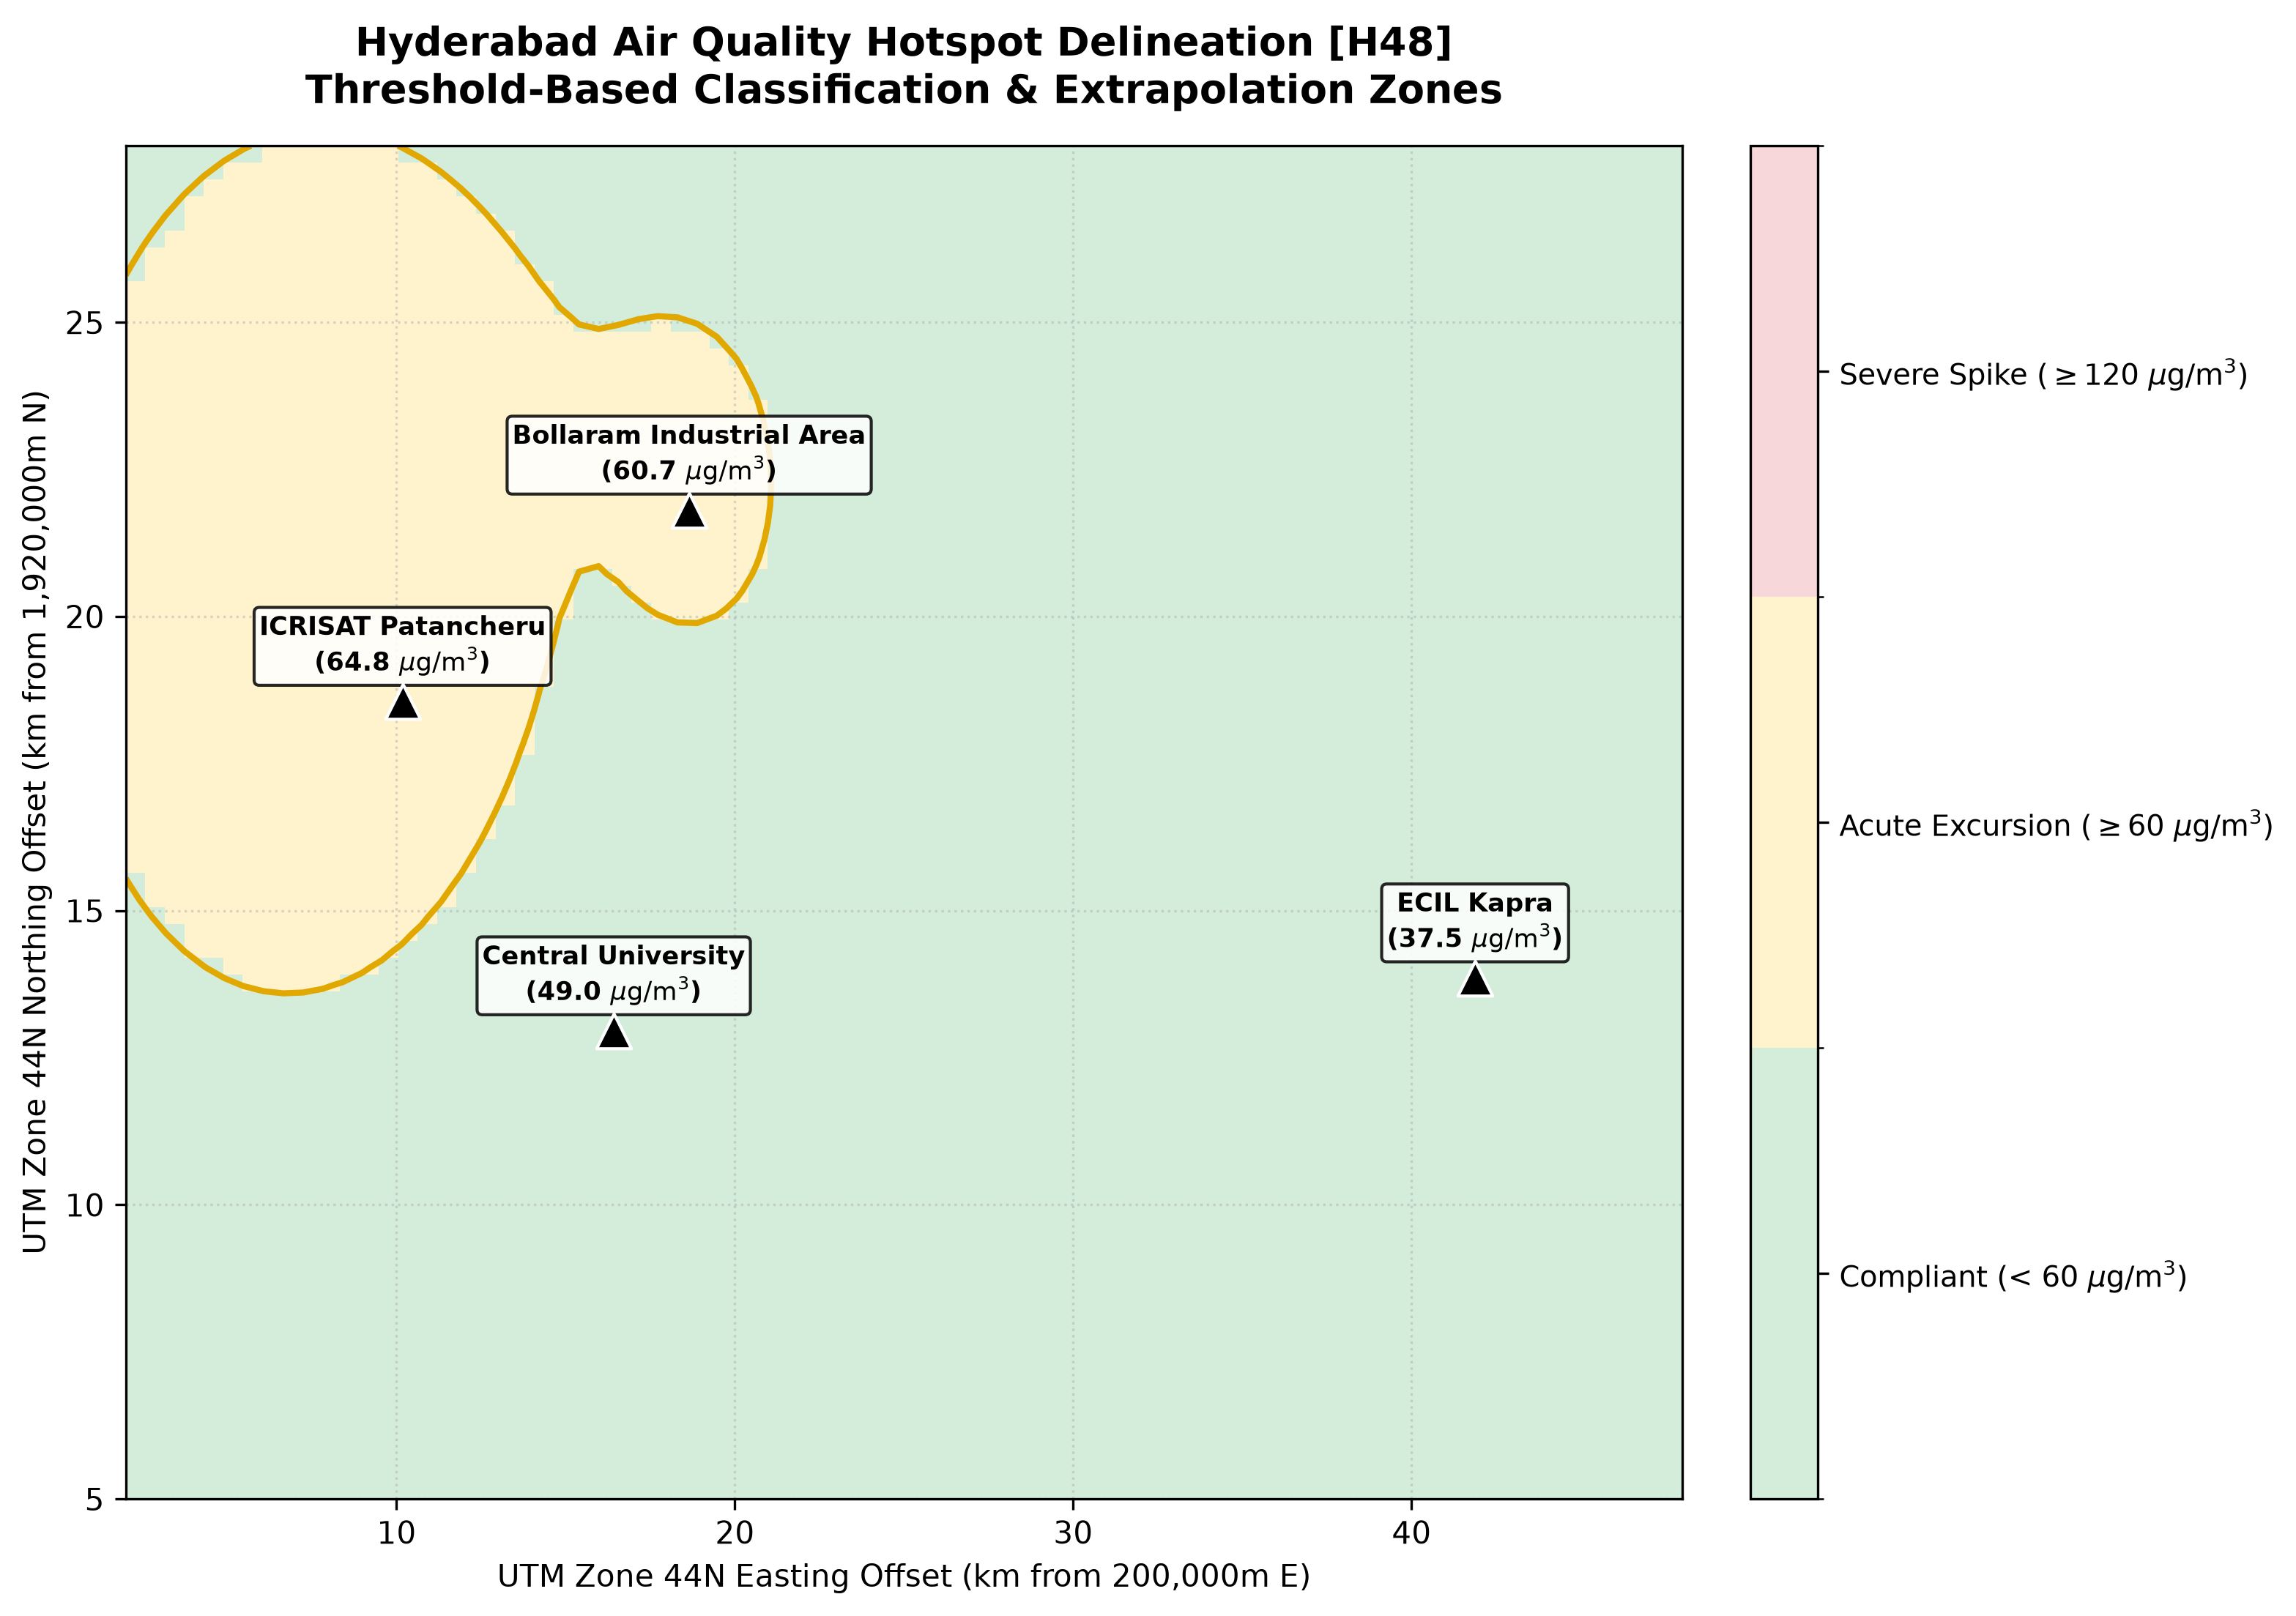 Hyderabad Air Quality Hotspot Delineation [H48]
Threshold-Based Classification & Extrapolation Zones
UTM Zone 44N Northing Offset (km from 1,920,000m N)
25
20
15
10
5
Bollaram Industrial Area
(60.7 μg/m³)
ICRISAT Patancheru
(64.8 μg/m³)
Central University
(49.0 μg/m³)
ECIL Kapra
(37.5 μg/m³)
10
20
30
40
UTM Zone 44N Easting Offset (km from 200,000m E)
Severe Spike (≥120 μg/m³)
Acute Excursion (≥60 μg/m³)
Compliant (< 60 μg/m³)